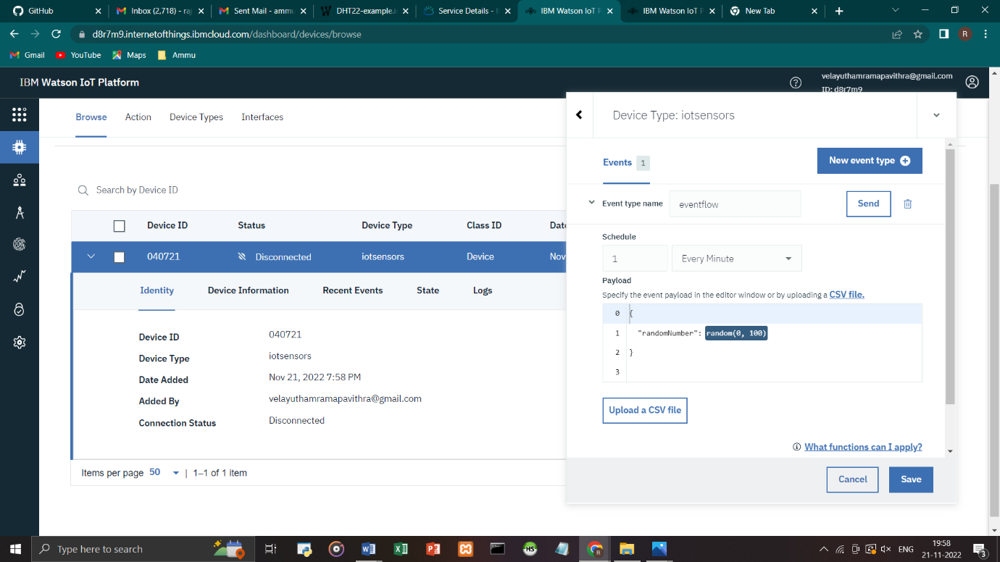 GitHub
Inbox (2,718) - raj
Sent Mail - ammu
DHT22-example.i
Service Details - I
IBM Watson IoT P
IBM Watson IoT P
New Tab
d8r7m9.internetofthings.ibmcloud.com/dashboard/devices/browse
R
Gmail
YouTube
Maps
Ammu
IBM Watson IoT Platform
velayuthamramapavithra@gmail.com
ID: d8r7m9
Browse
Action
Device Types
Interfaces
Device Type: iotsensors
Events 1
New event type
Search by Device ID
Event type name
eventflow
Send
Device ID
Status
Device Type
Class ID
Date
040721
Disconnected
iotsensors
Device
Nov
Schedule
1
Every Minute
Payload
Specify the event payload in the editor window or by uploading a CSV file.
0 {
1 "randomNumber": random(0, 100)
2 }
3
Identity
Device Information
Recent Events
State
Logs
Device ID 040721
Device Type iotsensors
Date Added Nov 21, 2022 7:58 PM
Added By velayuthamramapavithra@gmail.com
Connection Status Disconnected
Upload a CSV file
What functions can I apply?
Items per page 50 | 1–1 of 1 item
Cancel
Save
Type here to search
HS
R
ENG
19:58
21-11-2022
3